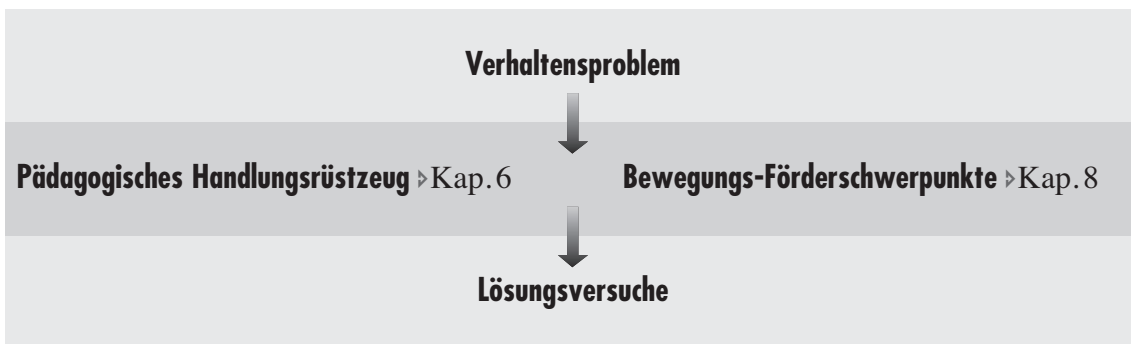 Verhaltensproblem
Pädagogisches Handlungsrüstzeug ▹Kap. 6 Bewegungs-Förderschwerpunkte ▹Kap. 8
Lösungsversuche